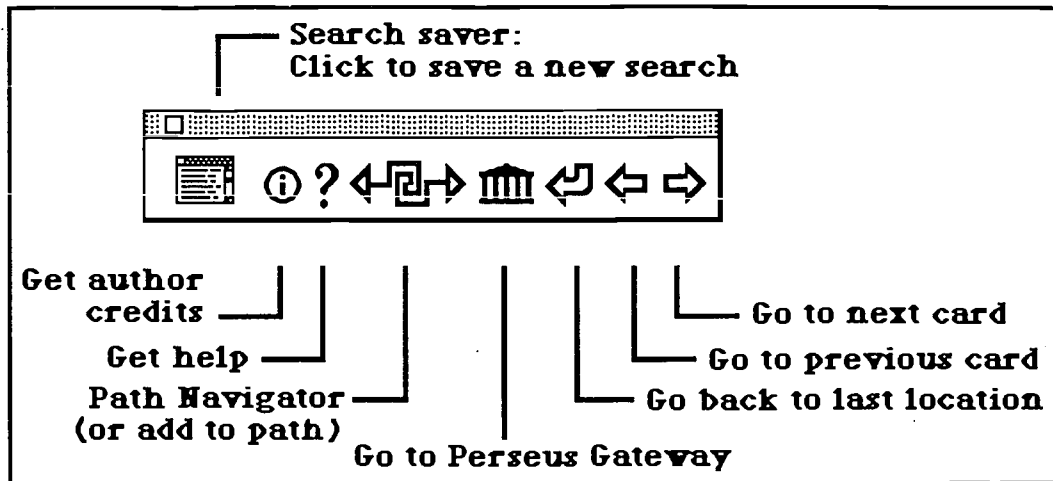 Search saver:
Click to save a new search
i ?
Get author
credits
Get help
Path Navigator
(or add to path)
Go to Perseus Gateway
Go to next card
Go to previous card
Go back to last location